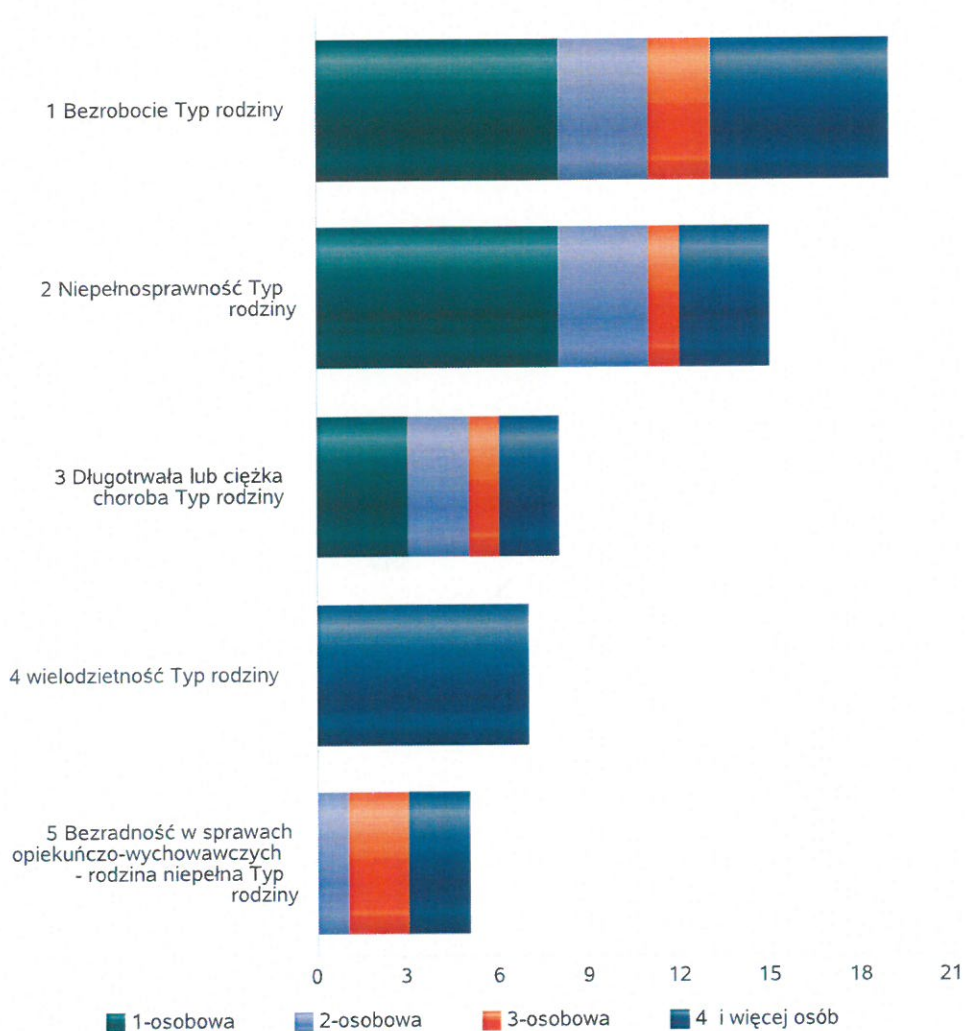 1 Bezrobocie Typ rodziny
2 Niepełnosprawność Typ
rodziny
3 Długotrwała lub ciężka
choroba Typ rodziny
4 wielodzietność Typ rodziny
5 Bezradność w sprawach
opiekuńczo-wychowawczych
- rodzina niepełna Typ
rodziny
0 3 6 9 12 15 18 21
1-osobowa 2-osobowa 3-osobowa 4 i więcej osób